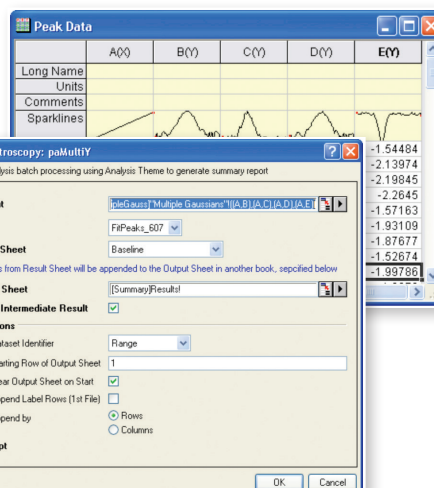 Peak Data
A(X) B(Y) C(Y) D(Y) E(Y)
Long Name
Units
Comments
Sparklines
troscopy: paMultiY
-1.54484
lysis batch processing using Analysis Theme to generate summary report
-2.13974
-2.19845
t ipleGauss]"Multiple Gaussians"!((A,B),(A,C),(A,D),(A,E)
-2.2645
FitPeaks_607
-1.57163
-1.93109
Sheet Baseline
-1.87677
s from Result Sheet will be appended to the Output Sheet in another book, sepcified below
-1.52674
Sheet [Summary]Results!
-1.99786
Intermediate Result
ons
ataset Identifier Range
arting Row of Output Sheet 1
ear Output Sheet on Start
ppend Label Rows (1st File)
pend by Rows
Columns
pt
OK Cancel